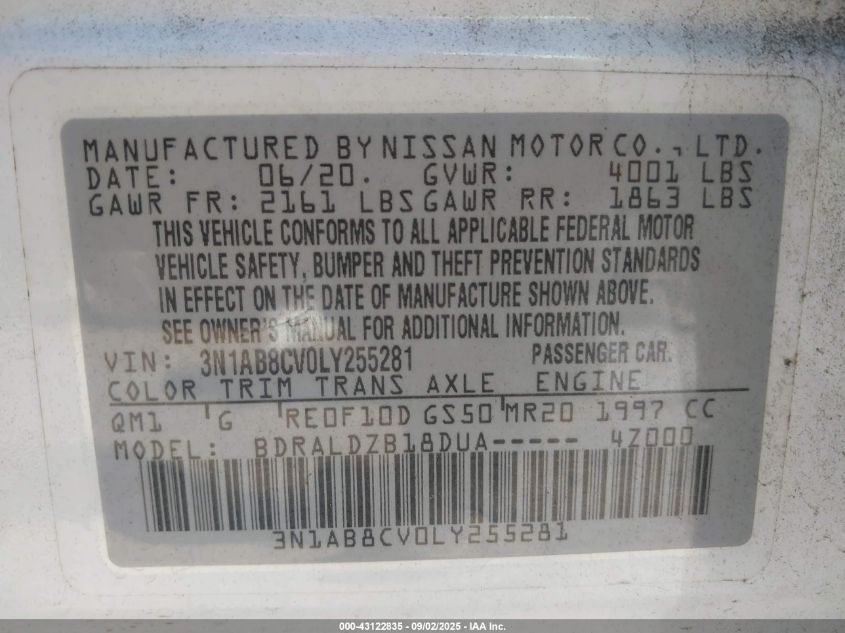 MANUFACTURED BY NISSAN MOTOR CO., LTD.
DATE: 06/20. GVWR: 4001 LBS
GAWR FR: 2161 LBS GAWR RR: 1863 LBS
THIS VEHICLE CONFORMS TO ALL APPLICABLE FEDERAL MOTOR
VEHICLE SAFETY, BUMPER AND THEFT PREVENTION STANDARDS
IN EFFECT ON THE DATE OF MANUFACTURE SHOWN ABOVE.
SEE OWNER'S MANUAL FOR ADDITIONAL INFORMATION.
VIN: 3N1AB8CV0LY255281 PASSENGER CAR.
COLOR TRIM TRANS AXLE ENGINE
QM1 G RE0F10D GS50 MR20 1997 CC
MODEL: BDRALDZB18DUA----- 4Z000
3N1AB8CV0LY255281
000-43122835 - 09/02/2025 - IAA Inc.